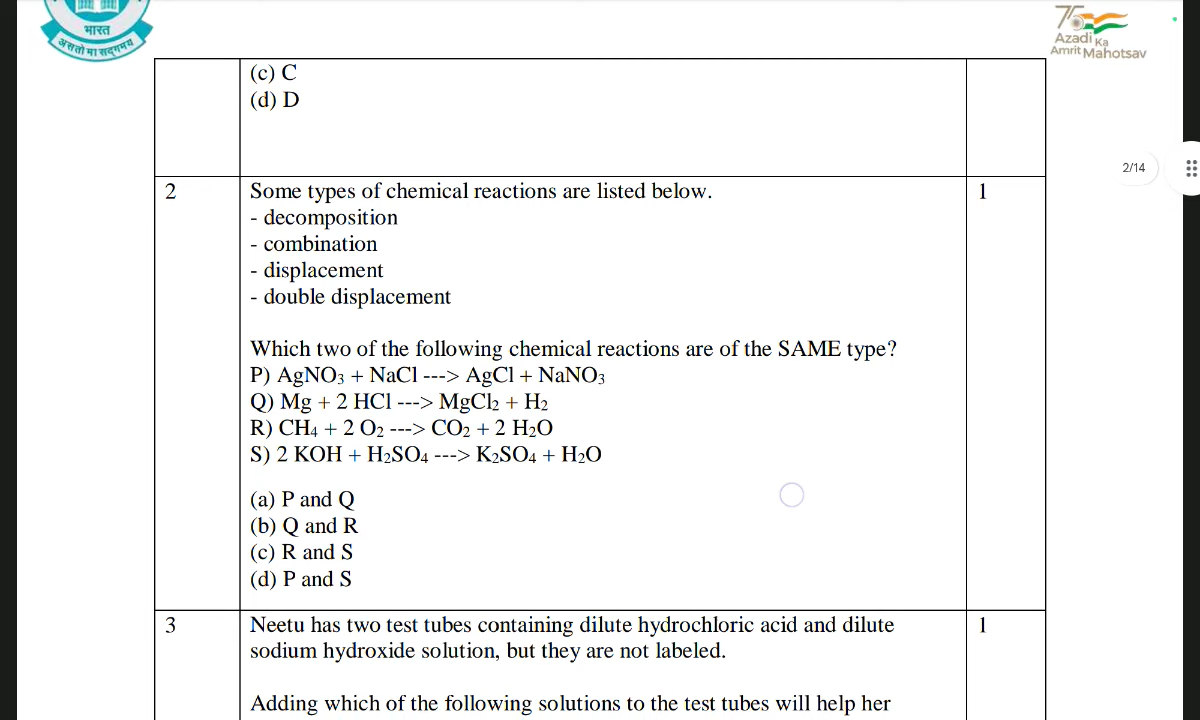 भारत
असतो मा सद्गमय
Azadi Ka
Amrit Mahotsav
(c) C
(d) D
2/14
2
Some types of chemical reactions are listed below.
1
- decomposition
- combination
- displacement
- double displacement
Which two of the following chemical reactions are of the SAME type?
P) AgNO₃ + NaCl ---> AgCl + NaNO₃
Q) Mg + 2 HCl ---> MgCl₂ + H₂
R) CH₄ + 2 O₂ ---> CO₂ + 2 H₂O
S) 2 KOH + H₂SO₄ ---> K₂SO₄ + H₂O
(a) P and Q
(b) Q and R
(c) R and S
(d) P and S
3
Neetu has two test tubes containing dilute hydrochloric acid and dilute
1
sodium hydroxide solution, but they are not labeled.
Adding which of the following solutions to the test tubes will help her